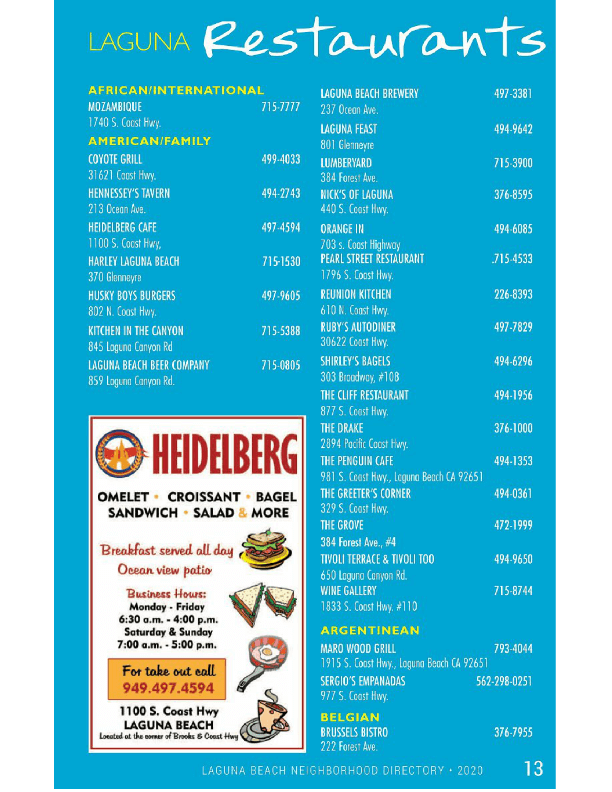 LAGUNA Restaurants
AFRICAN/INTERNATIONAL
MOZAMBIQUE 715-7777
1740 S. Coast Hwy.
AMERICAN/FAMILY
COYOTE GRILL 499-4033
31621 Coast Hwy.
HENNESSEY'S TAVERN 494-2743
213 Ocean Ave.
HEIDELBERG CAFE 497-4594
1100 S. Coast Hwy,
HARLEY LAGUNA BEACH 715-1530
370 Glenneyre
HUSKY BOYS BURGERS 497-9605
802 N. Coast Hwy.
KITCHEN IN THE CANYON 715-5388
845 Laguna Canyon Rd
LAGUNA BEACH BEER COMPANY 715-0805
859 Laguna Canyon Rd.
HEIDELBERG
OMELET • CROISSANT • BAGEL
SANDWICH • SALAD & MORE
Breakfast served all day
Ocean view patio
Business Hours:
Monday - Friday
6:30 a.m. - 4:00 p.m.
Saturday & Sunday
7:00 a.m. - 5:00 p.m.
For take out call
949.497.4594
1100 S. Coast Hwy
LAGUNA BEACH
Located at the corner of Brooks & Coast Hwy
LAGUNA BEACH BREWERY 497-3381
237 Ocean Ave.
LAGUNA FEAST 494-9642
801 Glenneyre
LUMBERYARD 715-3900
384 Forest Ave.
NICK'S OF LAGUNA 376-8595
440 S. Coast Hwy.
ORANGE IN 494-6085
703 s. Coast Highway
PEARL STREET RESTAURANT .715-4533
1796 S. Coast Hwy.
REUNION KITCHEN 226-8393
610 N. Coast Hwy.
RUBY'S AUTODINER 497-7829
30622 Coast Hwy.
SHIRLEY'S BAGELS 494-6296
303 Broadway, #10B
THE CLIFF RESTAURANT 494-1956
877 S. Coast Hwy.
THE DRAKE 376-1000
2894 Pacific Coast Hwy.
THE PENGUIN CAFE 494-1353
981 S. Coast Hwy., Laguna Beach CA 92651
THE GREETER'S CORNER 494-0361
329 S. Coast Hwy.
THE GROVE 472-1999
384 Forest Ave., #4
TIVOLI TERRACE & TIVOLI TOO 494-9650
650 Laguna Canyon Rd.
WINE GALLERY 715-8744
1833 S. Coast Hwy. #110
ARGENTINEAN
MARO WOOD GRILL 793-4044
1915 S. Coast Hwy., Laguna Beach CA 92651
SERGIO'S EMPANADAS 562-298-0251
977 S. Coast Hwy.
BELGIAN
BRUSSELS BISTRO 376-7955
222 Forest Ave.
LAGUNA BEACH NEIGHBORHOOD DIRECTORY • 2020 13